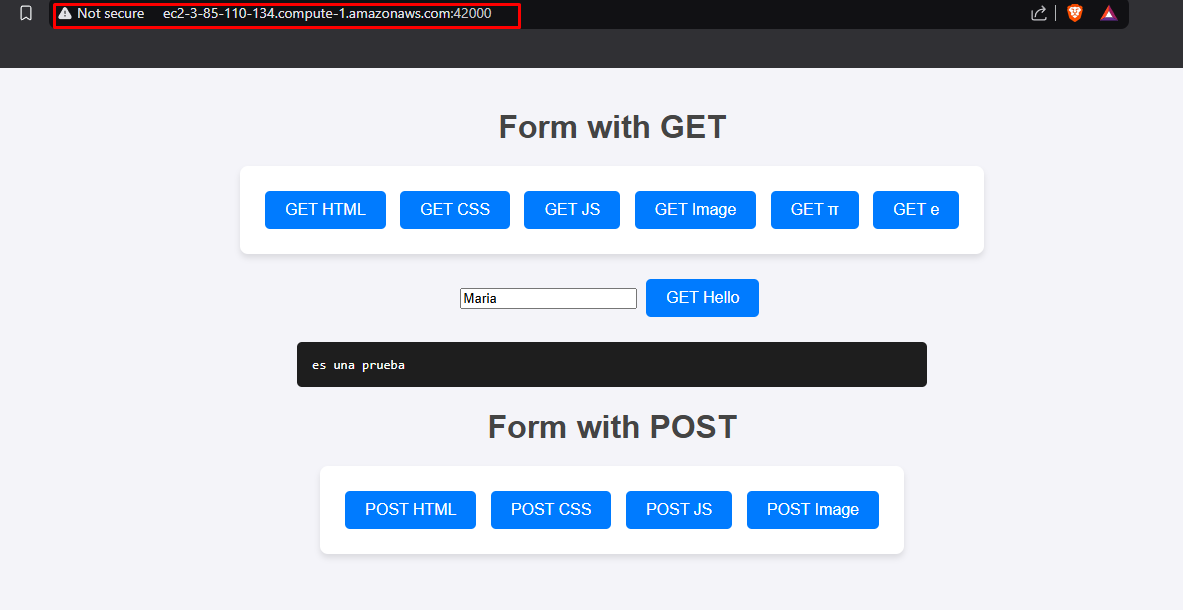 Not secure ec2-3-85-110-134.compute-1.amazonaws.com:42000
Form with GET
GET HTML GET CSS GET JS GET Image GET π GET e
Maria GET Hello
es una prueba
Form with POST
POST HTML POST CSS POST JS POST Image